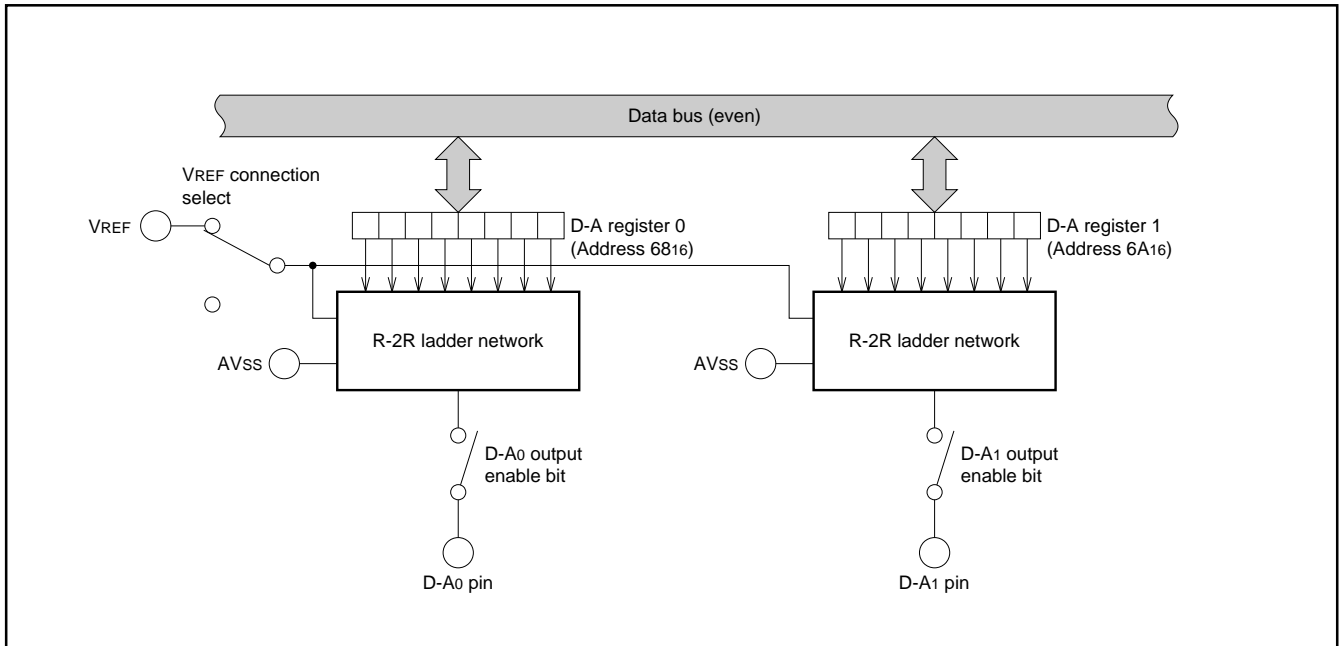 Data bus (even)
VREF connection
select
VREF
D-A register 0
(Address 6816)
D-A register 1
(Address 6A16)
R-2R ladder network
R-2R ladder network
AVSS
AVSS
D-A0 output
enable bit
D-A1 output
enable bit
D-A0 pin
D-A1 pin